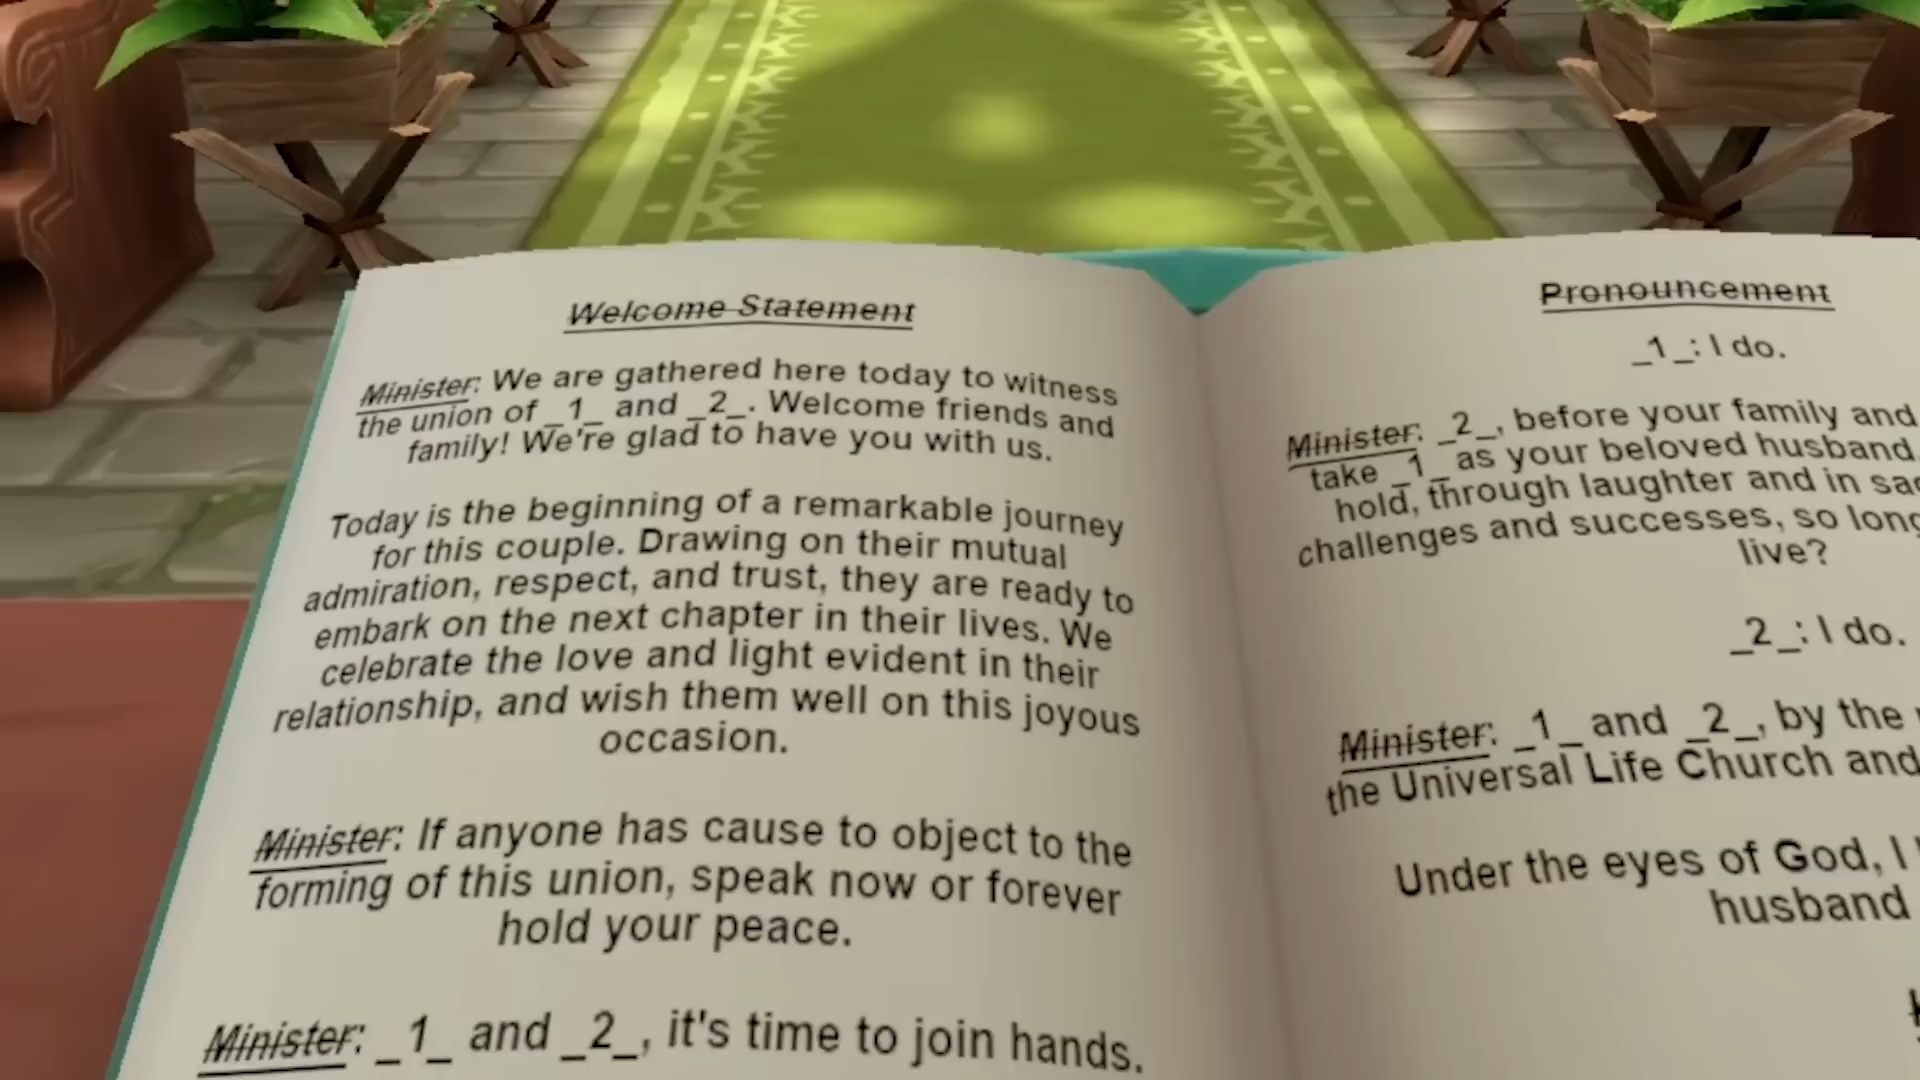 Welcome Statement
Minister: We are gathered here today to witness
the union of _1_ and _2_. Welcome friends and
family! We're glad to have you with us.
Today is the beginning of a remarkable journey
for this couple. Drawing on their mutual
admiration, respect, and trust, they are ready to
embark on the next chapter in their lives. We
celebrate the love and light evident in their
relationship, and wish them well on this joyous
occasion.
Minister: If anyone has cause to object to the
forming of this union, speak now or forever
hold your peace.
Minister: _1_ and _2_, it's time to join hands.
Pronouncement
_1_: I do.
Minister: _2_, before your family and
take _1_ as your beloved husband,
hold, through laughter and in
challenges and successes, so long
live?
_2_: I do.
Minister: _1_ and _2_, by the
the Universal Life Church and
Under the eyes of God, I
husband